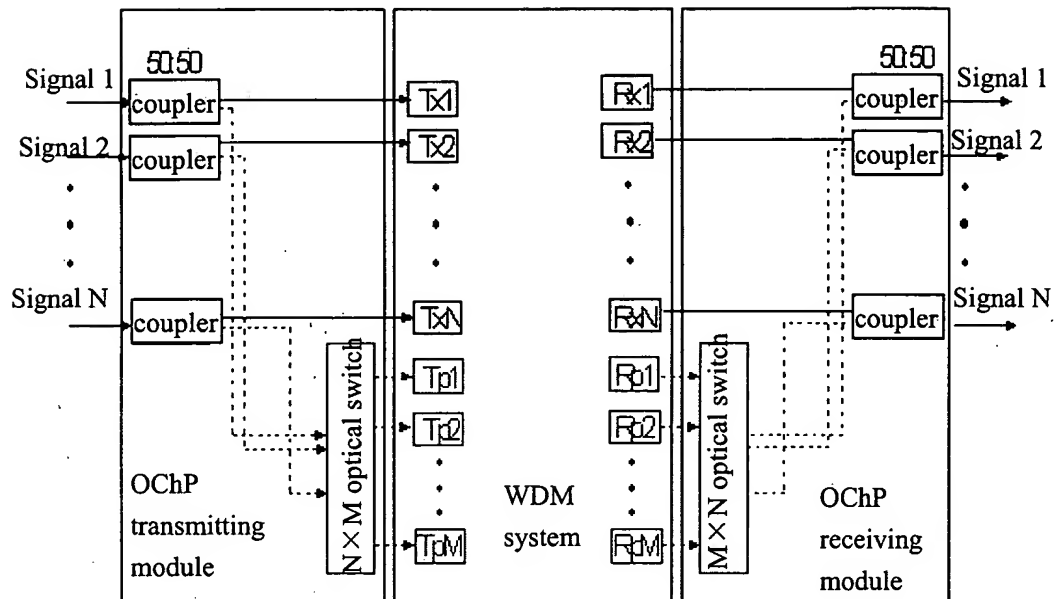 50:50
Signal 1
coupler
Tx1
Rx1
50:50
coupler
Signal 1
Signal 2
coupler
Tx2
Rx2
coupler
Signal 2
Signal N
coupler
TxN
RxN
coupler
Signal N
N×M optical switch
Tp1
Rp1
M×N optical switch
Tp2
Rp2
TpM
RpM
OChP
transmitting
module
WDM
system
OChP
receiving
module